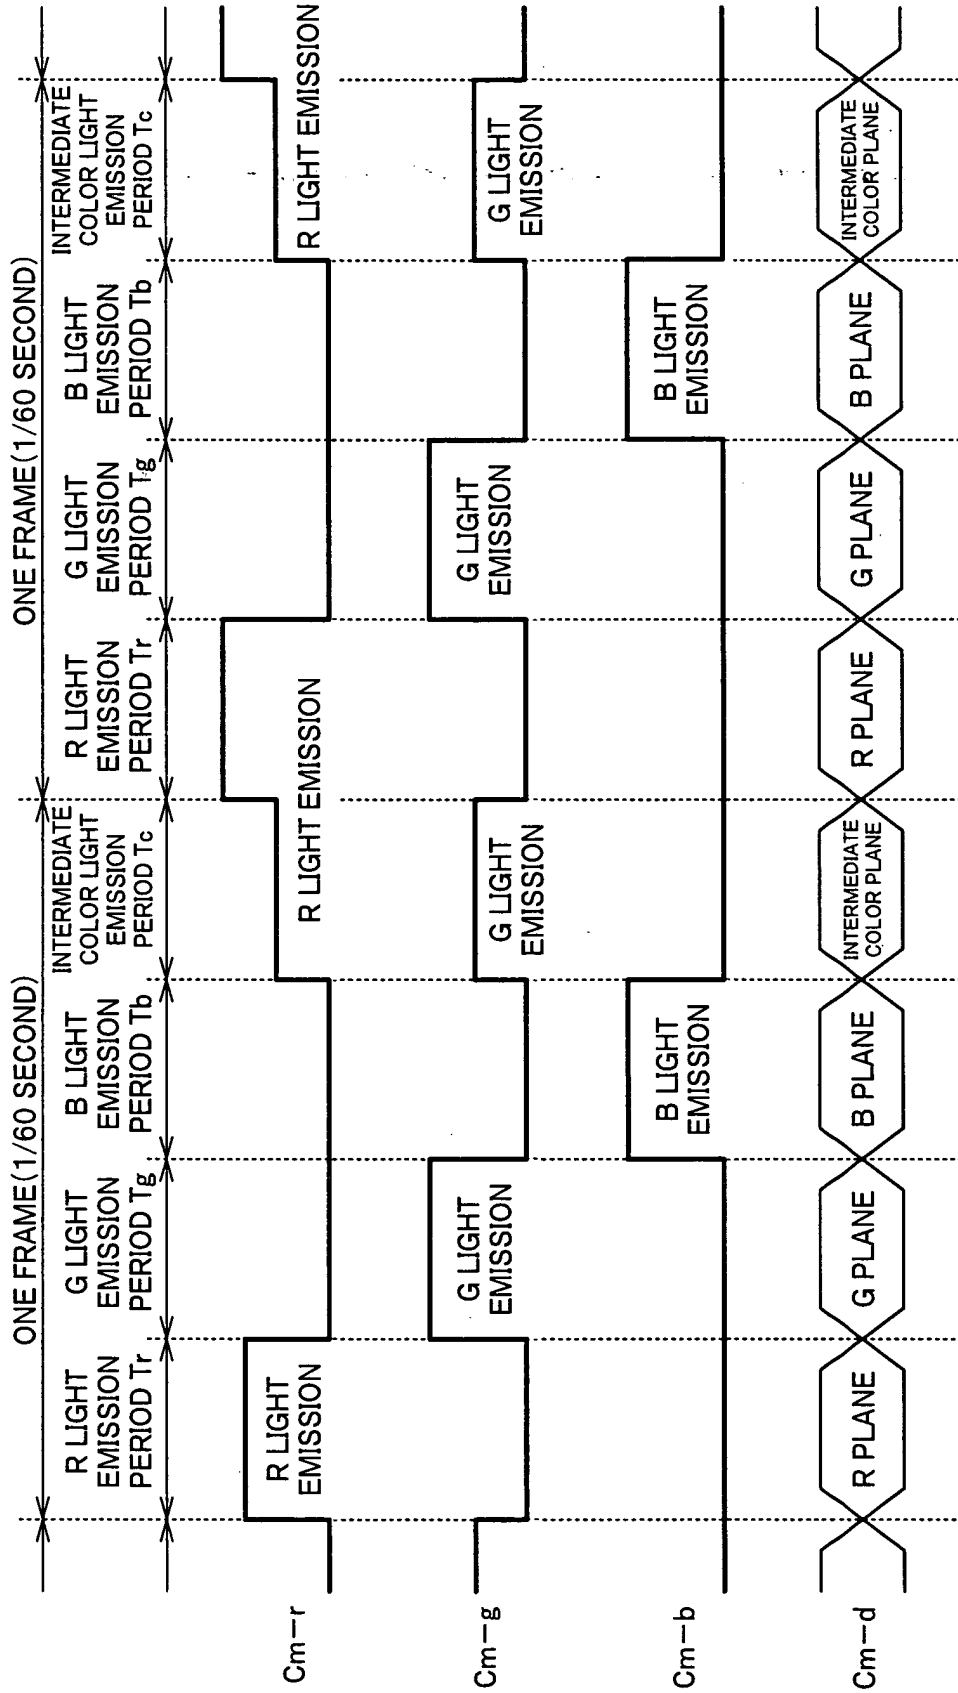 ONE FRAME(1/60 SECOND)
ONE FRAME(1/60 SECOND)
R LIGHT
EMISSION
PERIOD Tr
G LIGHT
EMISSION
PERIOD Tg
B LIGHT
EMISSION
PERIOD Tb
INTERMEDIATE
COLOR LIGHT
EMISSION
PERIOD Tc
R LIGHT
EMISSION
PERIOD Tr
G LIGHT
EMISSION
PERIOD Tg
B LIGHT
EMISSION
PERIOD Tb
INTERMEDIATE
COLOR LIGHT
EMISSION
PERIOD Tc
Cm-r
R LIGHT
EMISSION
R LIGHT EMISSION
R LIGHT EMISSION
Cm-g
G LIGHT
EMISSION
G LIGHT
EMISSION
G LIGHT
EMISSION
G LIGHT
EMISSION
Cm-b
B LIGHT
EMISSION
B LIGHT
EMISSION
Cm-d
R PLANE
G PLANE
B PLANE
INTERMEDIATE
COLOR PLANE
R PLANE
G PLANE
B PLANE
INTERMEDIATE
COLOR PLANE